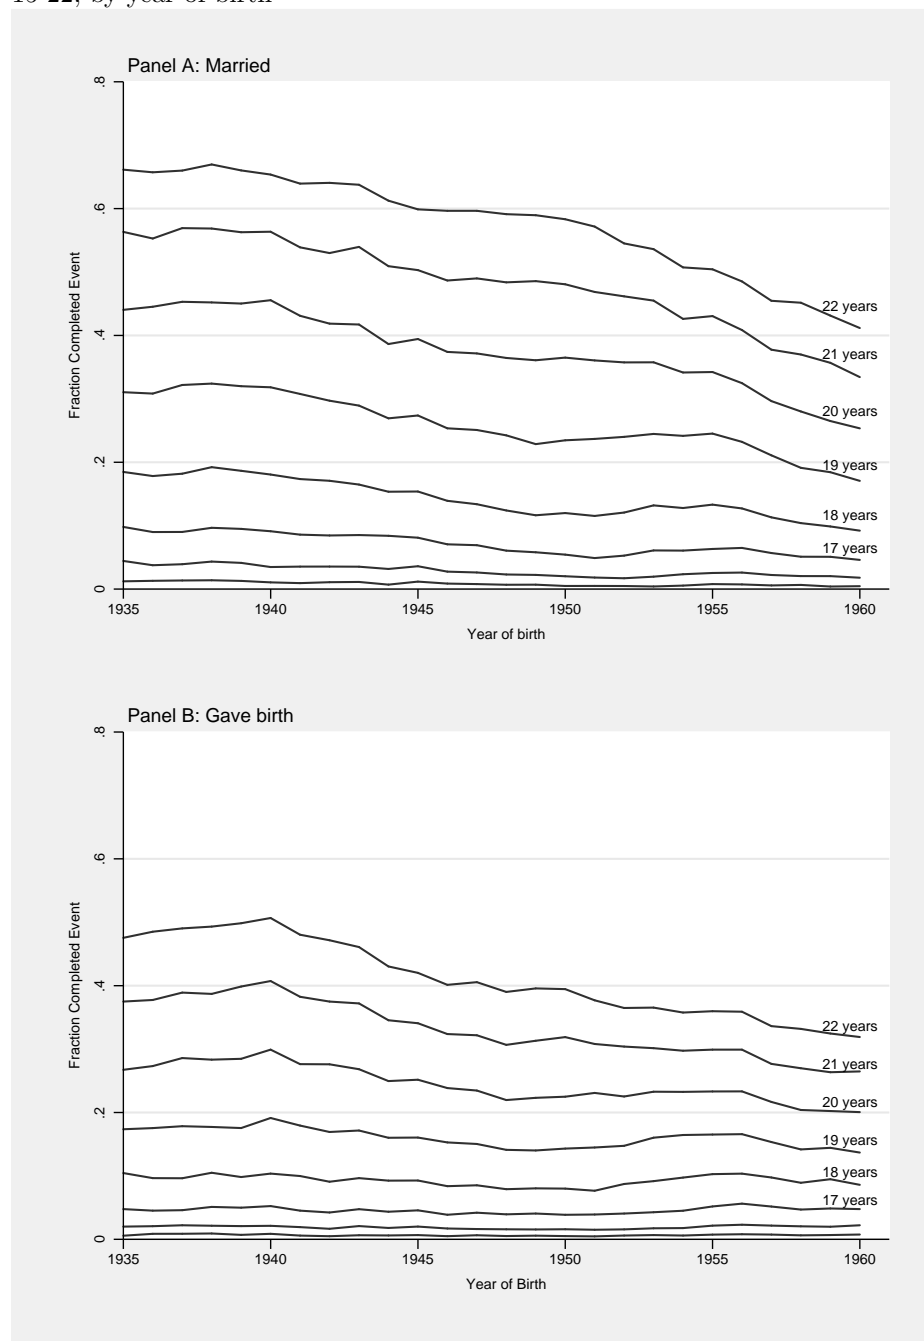 15-22, by year of birth
Panel A: Married
.8
.6
.4
.2
0
Fraction Completed Event
22 years
21 years
20 years
19 years
18 years
17 years
1935 1940 1945 1950 1955 1960
Year of birth
Panel B: Gave birth
.8
.6
.4
.2
0
Fraction Completed Event
22 years
21 years
20 years
19 years
18 years
17 years
1935 1940 1945 1950 1955 1960
Year of Birth